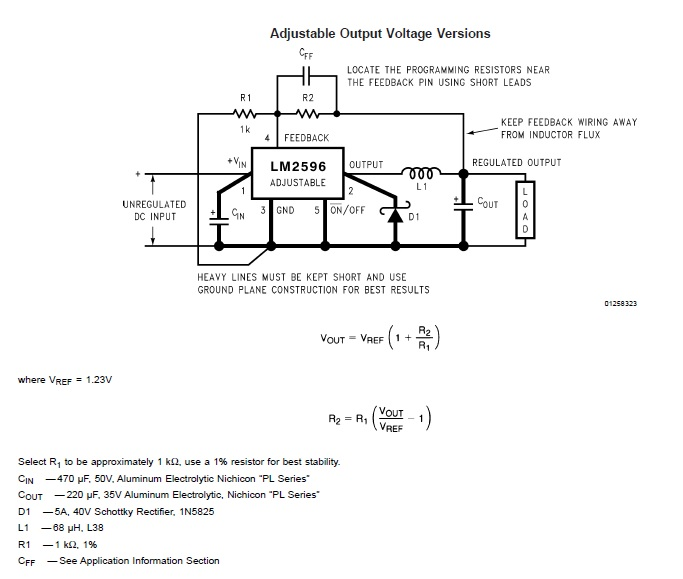 Adjustable Output Voltage Versions
CFF
LOCATE THE PROGRAMMING RESISTORS NEAR
THE FEEDBACK PIN USING SHORT LEADS
R1
R2
1k
4 FEEDBACK
KEEP FEEDBACK WIRING AWAY
FROM INDUCTOR FLUX
+VIN
LM2596
ADJUSTABLE
OUTPUT
REGULATED OUTPUT
L1
+
1
2
UNREGULATED
DC INPUT
+
CIN
3 GND
5 ON/OFF
D1
+
COUT
LOAD
-
HEAVY LINES MUST BE KEPT SHORT AND USE
GROUND PLANE CONSTRUCTION FOR BEST RESULTS
01258323
VOUT = VREF (1 + R2/R1)
where VREF = 1.23V
R2 = R1 (VOUT/VREF - 1)
Select R1 to be approximately 1 kΩ, use a 1% resistor for best stability.
CIN —470 μF, 50V, Aluminum Electrolytic Nichicon "PL Series"
COUT —220 μF, 35V Aluminum Electrolytic, Nichicon "PL Series"
D1 —5A, 40V Schottky Rectifier, 1N5825
L1 —68 μH, L38
R1 —1 kΩ, 1%
CFF —See Application Information Section